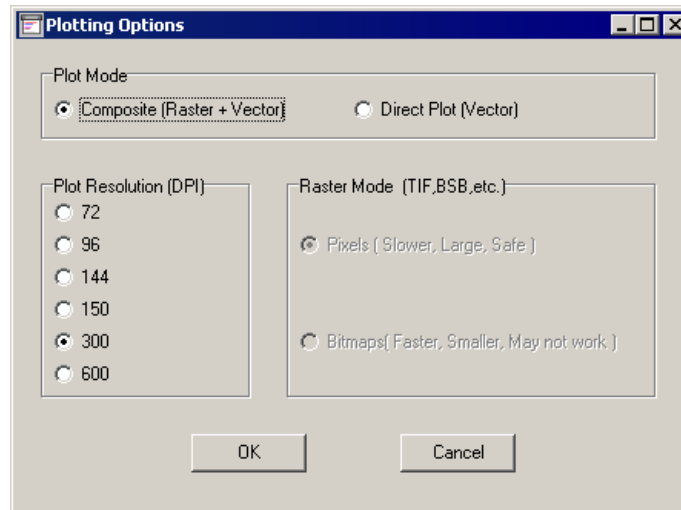 Plotting Options
Plot Mode
Composite (Raster + Vector)
Direct Plot (Vector)
Plot Resolution (DPI)
72
96
144
150
300
600
Raster Mode (TIF,BSB,etc.)
Pixels ( Slower, Large, Safe )
Bitmaps( Faster, Smaller, May not work )
OK
Cancel